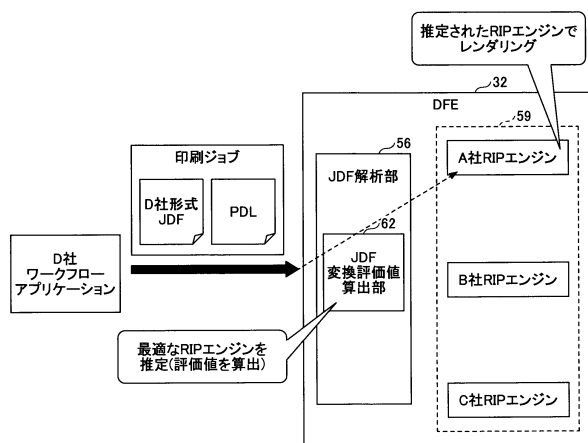 推定されたRIPエンジンで
レンダリング
32
DFE
59
印刷ジョブ
56
A社RIPエンジン
JDF解析部
D社形式
JDF
PDL
62
D社
ワークフロー
アプリケーション
JDF
変換評価値
算出部
B社RIPエンジン
最適なRIPエンジンを
推定(評価値を算出)
C社RIPエンジン